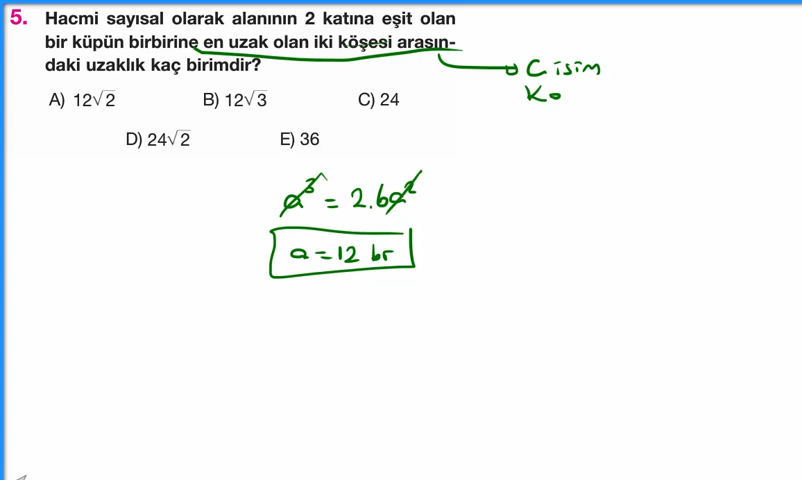 5. Hacmi sayısal olarak alanının 2 katına eşit olan
bir küpün birbirine en uzak olan iki köşesi arasın-
daki uzaklık kaç birimdir?
A) 12√2 B) 12√3 C) 24
D) 24√2 E) 36
Cisim
Kö
a³ = 2.6a²
a = 12 br